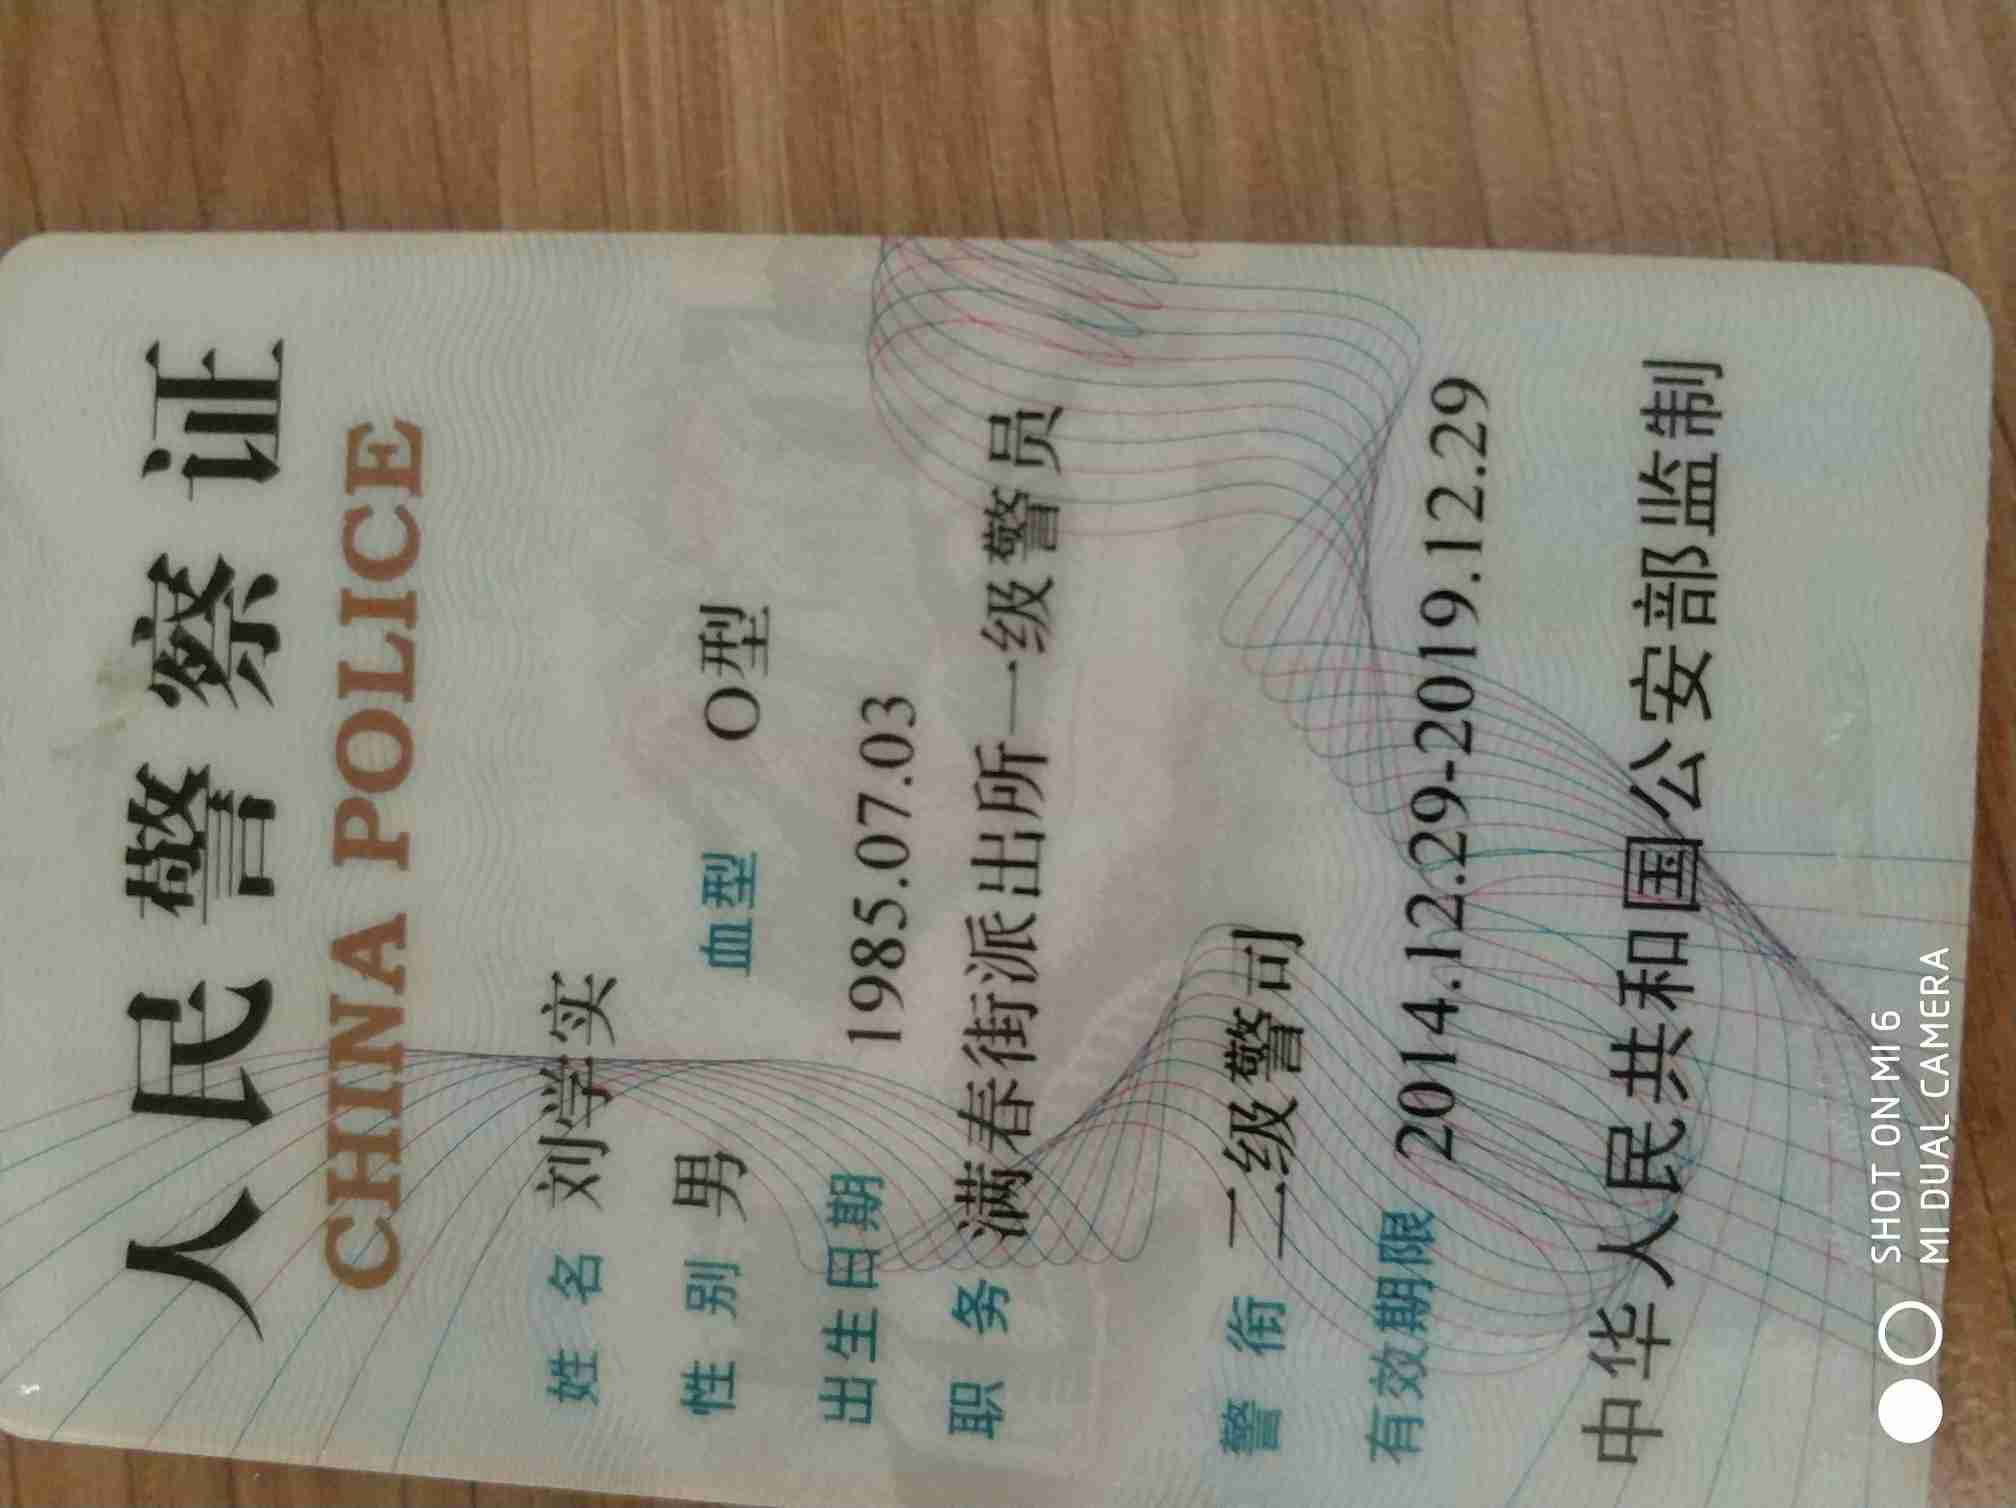 人民警察证
CHINA POLICE
姓名 刘学实
性别 男 血型 O型
出生日期 1985.07.03
职务 满春街派出所一级警员
警衔 二级警司
有效期限 2014.12.29-2019.12.29
中华人民共和国公安部监制
SHOT ON MI 6
MI DUAL CAMERA